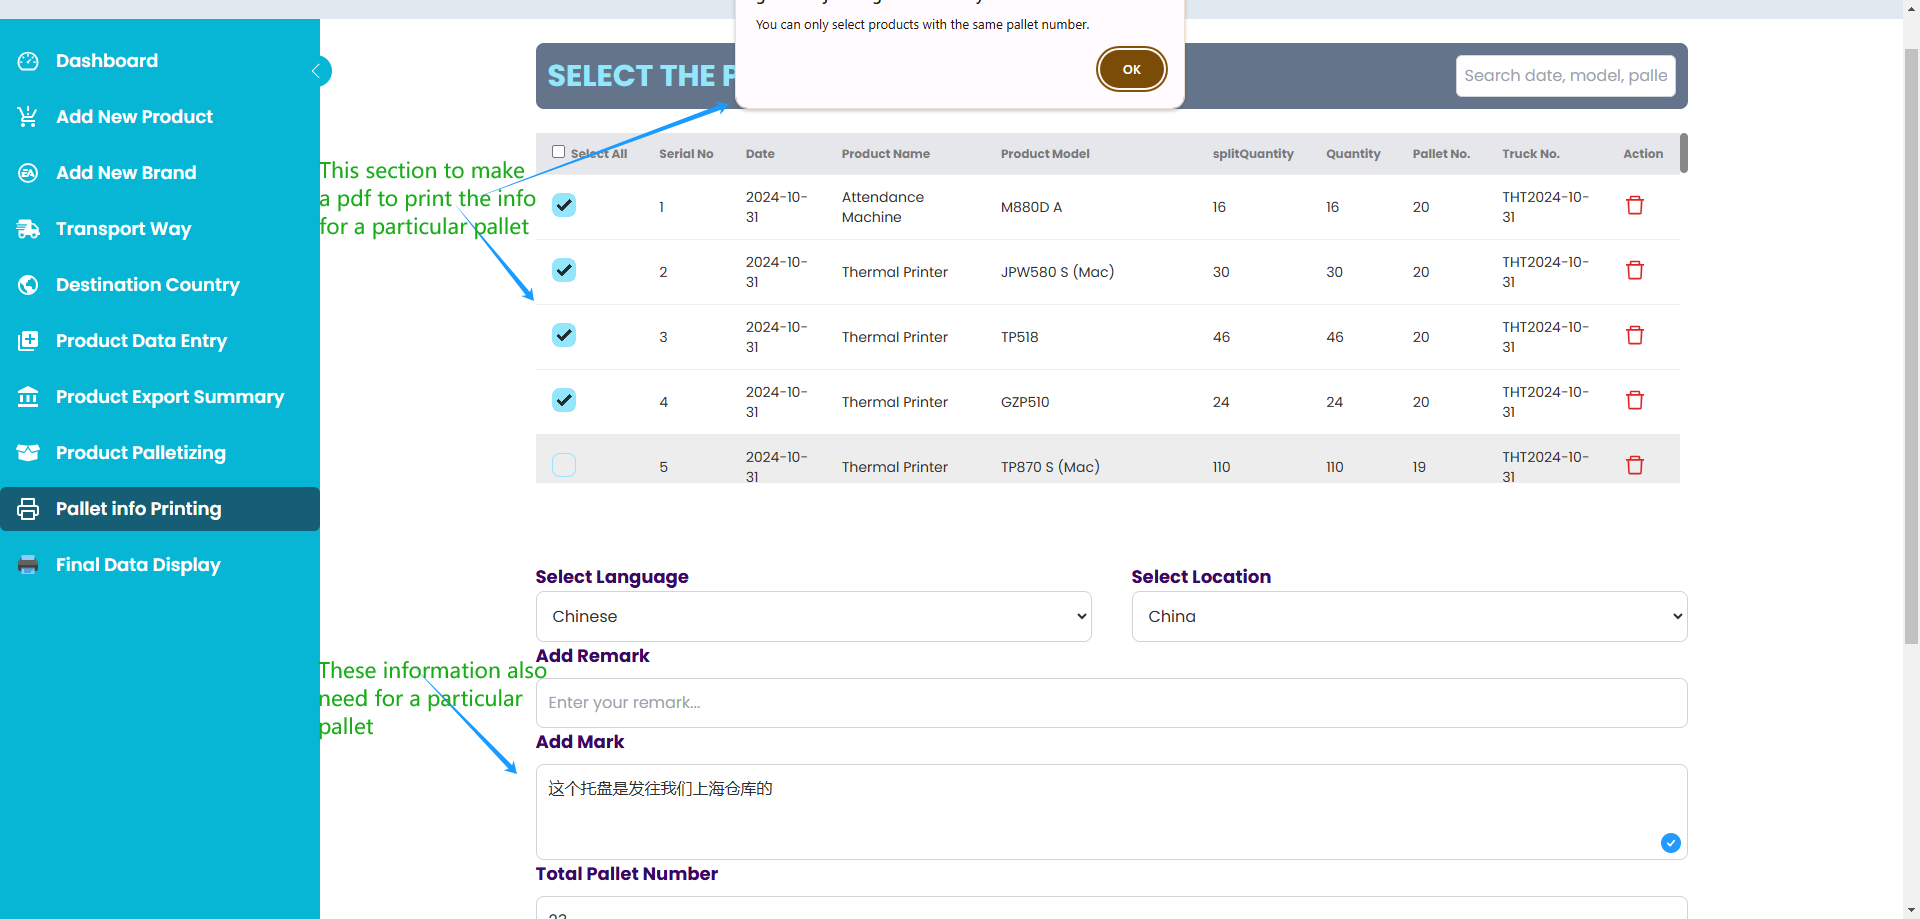 You can only select products with the same pallet number.
OK
Dashboard
Add New Product
Add New Brand
Transport Way
Destination Country
Product Data Entry
Product Export Summary
Product Palletizing
Pallet info Printing
Final Data Display
SELECT THE P
Search date, model, palle
This section to make
a pdf to print the info
for a particular pallet
Select All Serial No Date Product Name Product Model splitQuantity Quantity Pallet No. Truck No. Action
1 2024-10-31 Attendance Machine M880D A 16 16 20 THT2024-10-31
2 2024-10-31 Thermal Printer JPW580 S (Mac) 30 30 20 THT2024-10-31
3 2024-10-31 Thermal Printer TP518 46 46 20 THT2024-10-31
4 2024-10-31 Thermal Printer GZP510 24 24 20 THT2024-10-31
5 2024-10-31 Thermal Printer TP870 S (Mac) 110 110 19 THT2024-10-31
Select Language
Chinese
Select Location
China
These information also
need for a particular
pallet
Add Remark
Enter your remark...
Add Mark
这个托盘是发往我们上海仓库的
Total Pallet Number